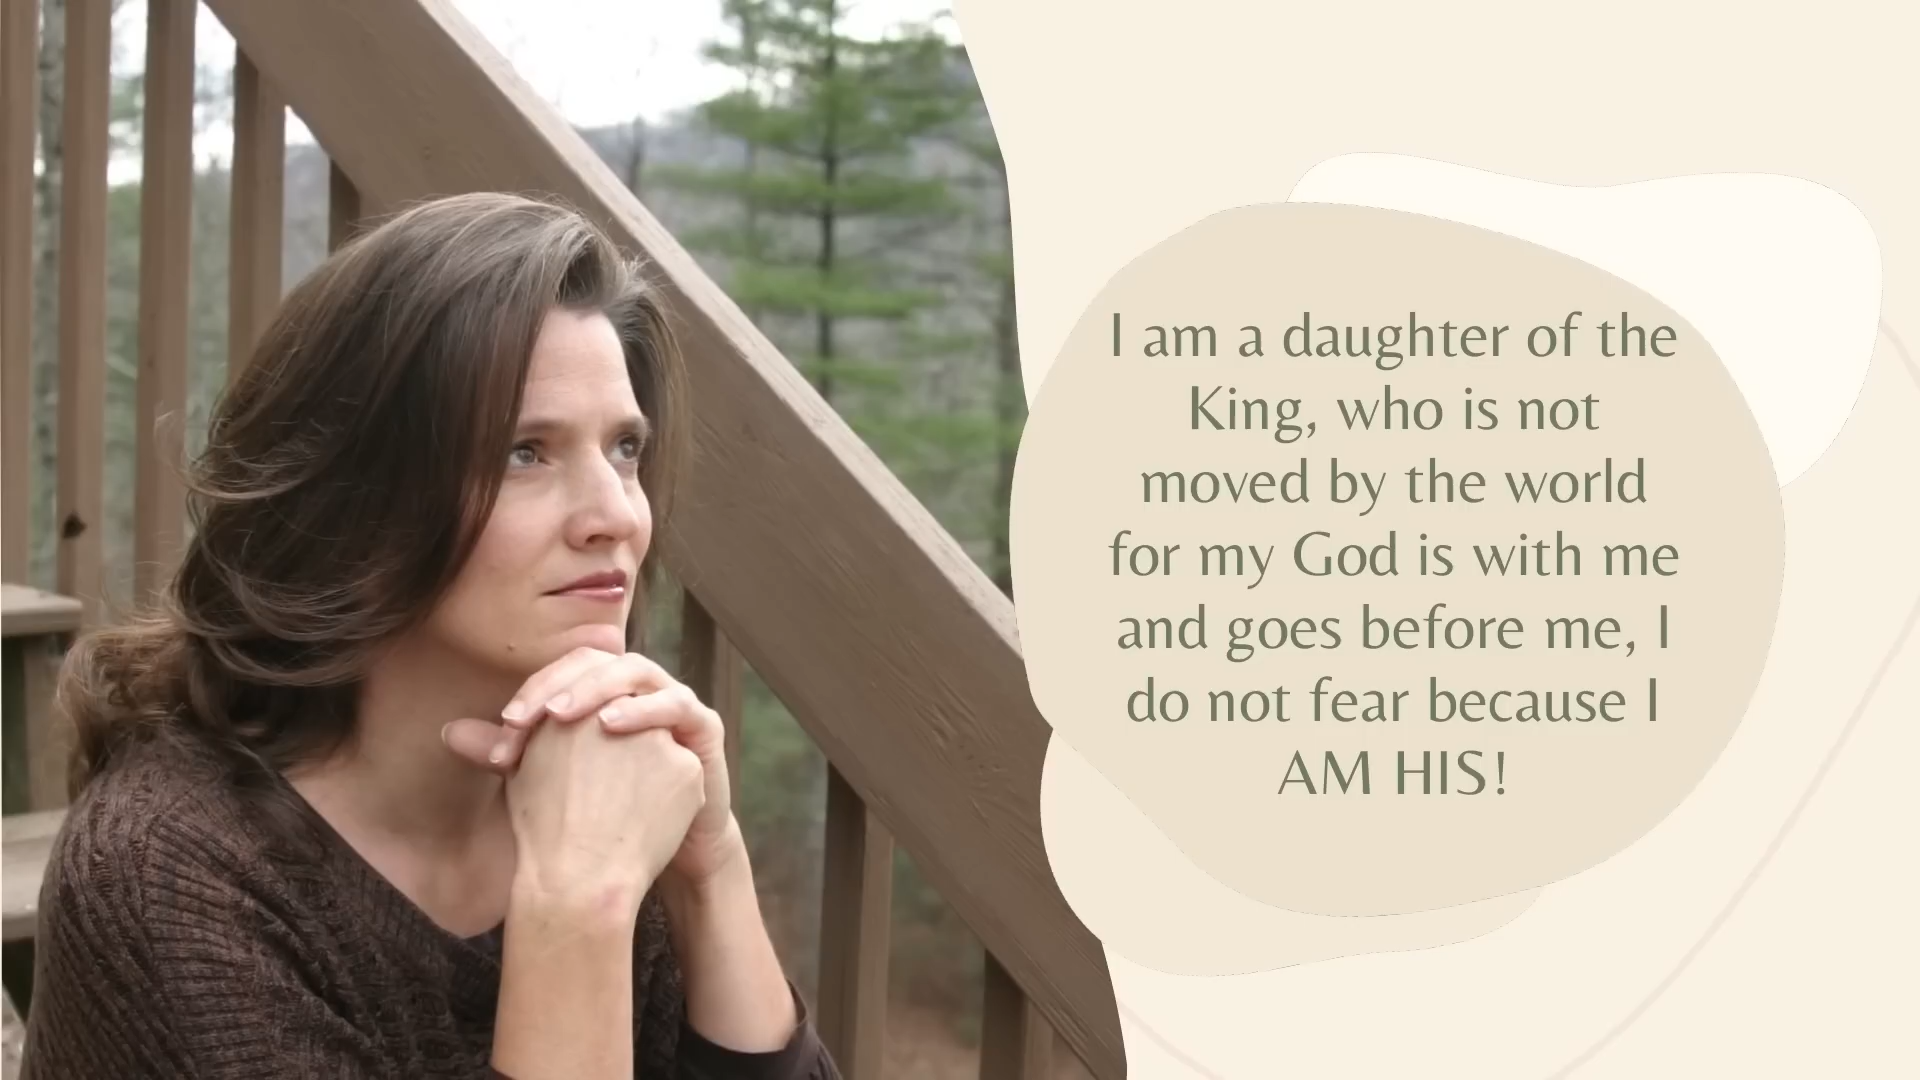 I am a daughter of the
King, who is not
moved by the world
for my God is with me
and goes before me, I
do not fear because I
AM HIS!